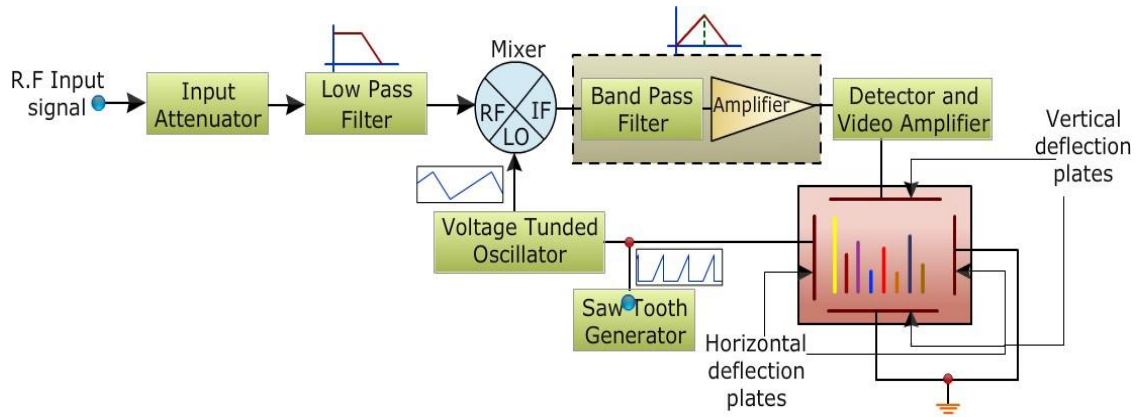 R.F Input
signal
Input
Attenuator
Low Pass
Filter
Mixer
RF
IF
LO
Band Pass
Filter
Amplifier
Detector and
Video Amplifier
Vertical
deflection
plates
Voltage Tunded
Oscillator
Saw Tooth
Generator
Horizontal
deflection
plates